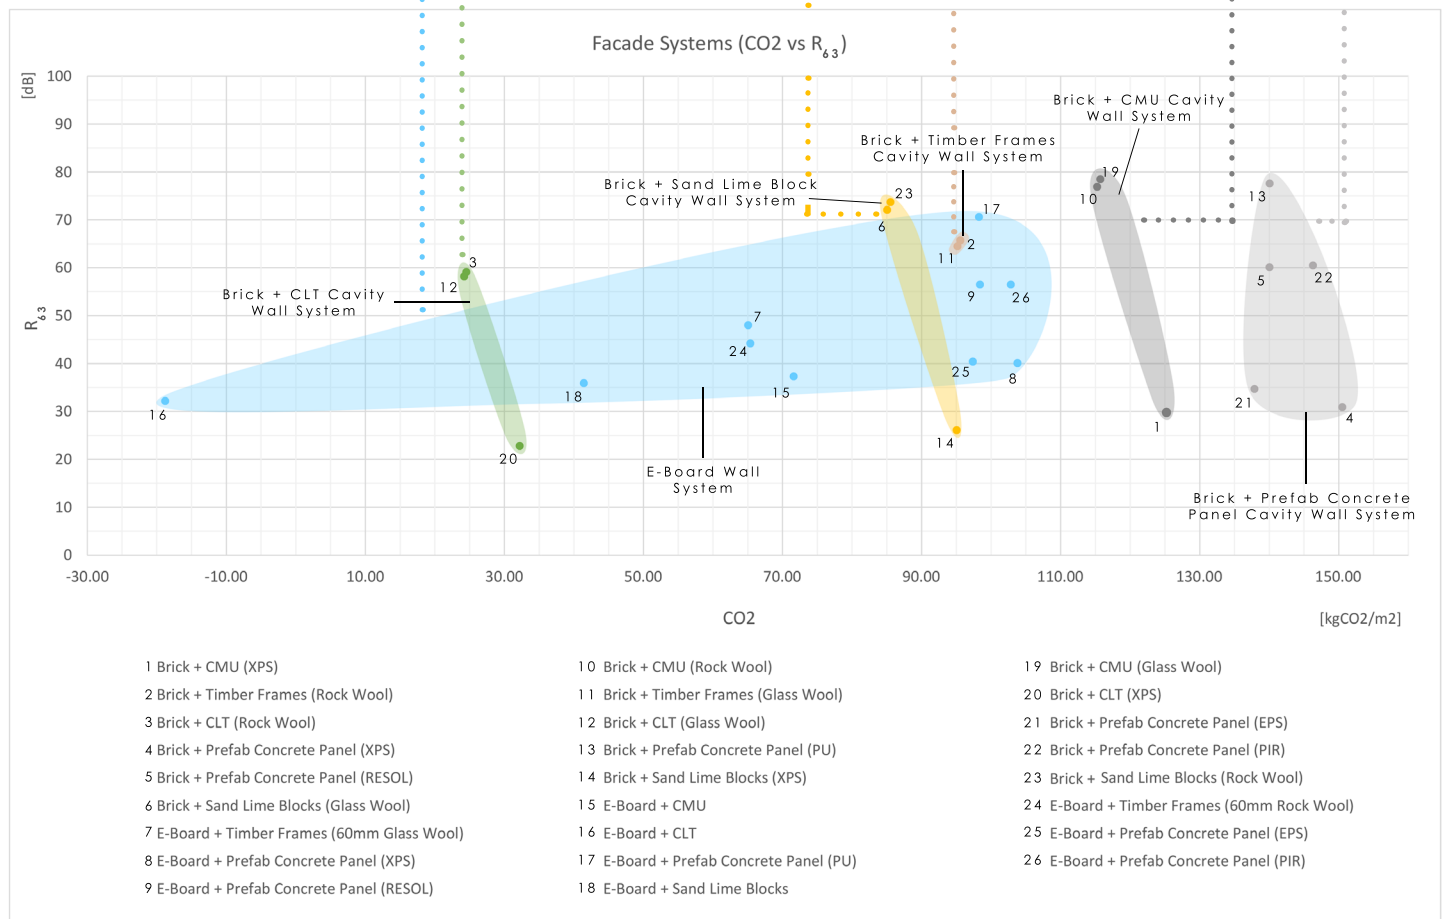 Facade Systems (CO2 vs R63)
[dB]
100
90
80
70
60
50
40
30
20
10
0
R63
Brick + CMU Cavity
Wall System
Brick + Timber Frames
Cavity Wall System
Brick + Sand Lime Block
Cavity Wall System
Brick + CLT Cavity
Wall System
E-Board Wall
System
Brick + Prefab Concrete
Panel Cavity Wall System
19
10
13
23
17
6
2
11
3
12
5
22
9
26
7
24
25
8
18
15
16
21
4
1
14
20
-30.00
-10.00
10.00
30.00
50.00
70.00
90.00
110.00
130.00
150.00
CO2
[kgCO2/m2]
1 Brick + CMU (XPS)
2 Brick + Timber Frames (Rock Wool)
3 Brick + CLT (Rock Wool)
4 Brick + Prefab Concrete Panel (XPS)
5 Brick + Prefab Concrete Panel (RESOL)
6 Brick + Sand Lime Blocks (Glass Wool)
7 E-Board + Timber Frames (60mm Glass Wool)
8 E-Board + Prefab Concrete Panel (XPS)
9 E-Board + Prefab Concrete Panel (RESOL)
10 Brick + CMU (Rock Wool)
11 Brick + Timber Frames (Glass Wool)
12 Brick + CLT (Glass Wool)
13 Brick + Prefab Concrete Panel (PU)
14 Brick + Sand Lime Blocks (XPS)
15 E-Board + CMU
16 E-Board + CLT
17 E-Board + Prefab Concrete Panel (PU)
18 E-Board + Sand Lime Blocks
19 Brick + CMU (Glass Wool)
20 Brick + CLT (XPS)
21 Brick + Prefab Concrete Panel (EPS)
22 Brick + Prefab Concrete Panel (PIR)
23 Brick + Sand Lime Blocks (Rock Wool)
24 E-Board + Timber Frames (60mm Rock Wool)
25 E-Board + Prefab Concrete Panel (EPS)
26 E-Board + Prefab Concrete Panel (PIR)